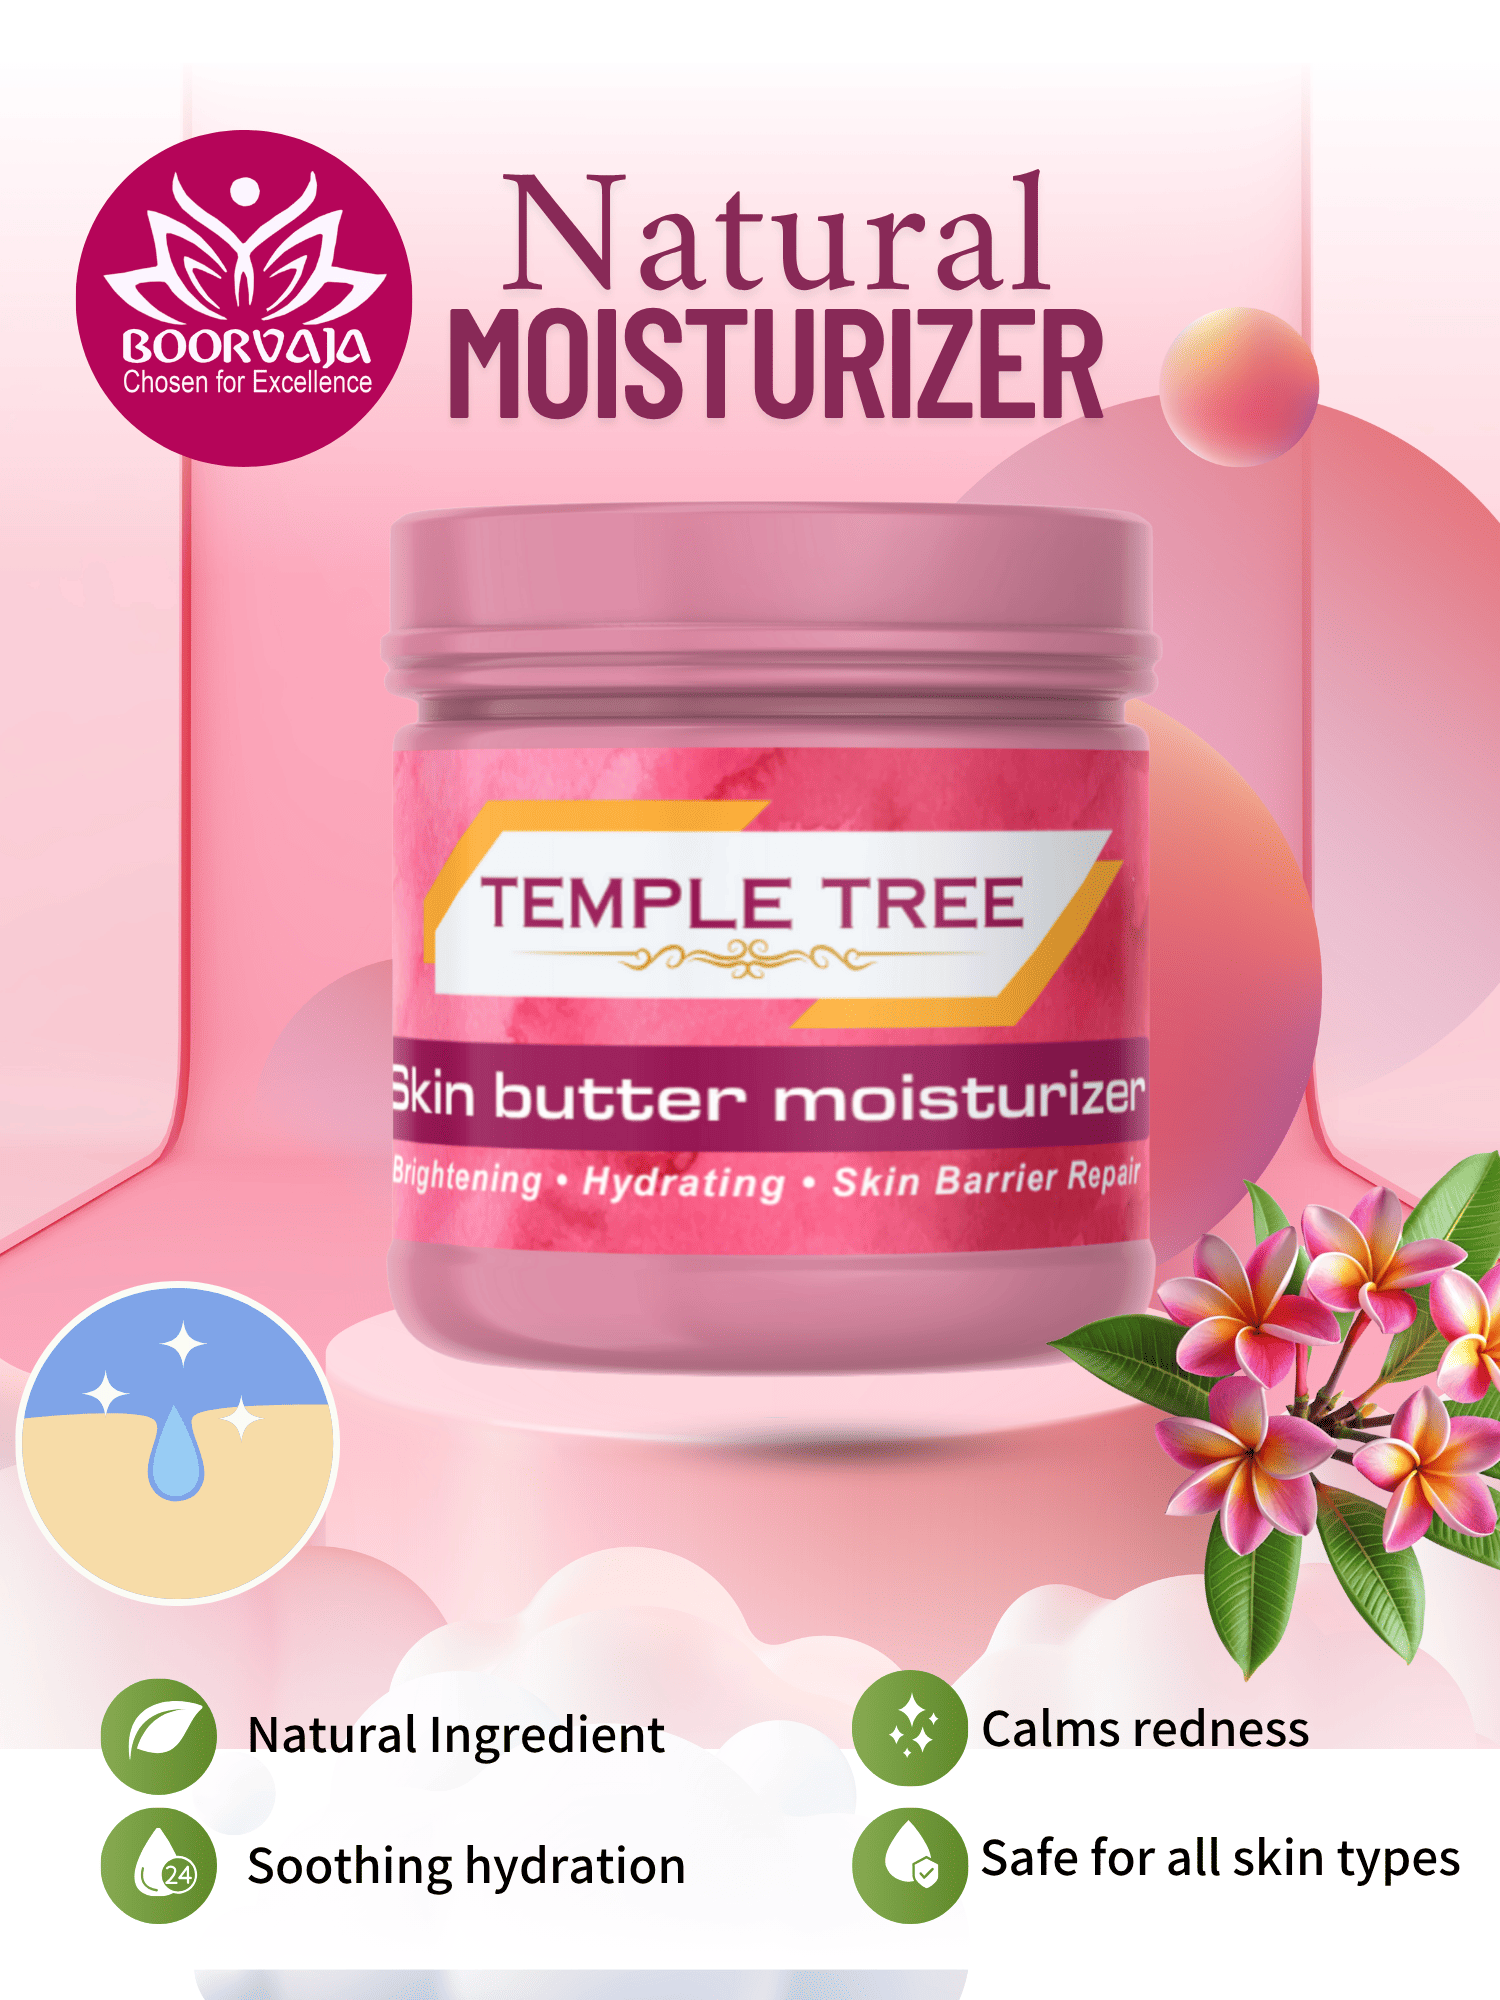 BOORVAJA
Chosen for Excellence
Natural
MOISTURIZER
TEMPLE TREE
Skin butter moisturizer
Brightening • Hydrating • Skin Barrier Repair
Natural Ingredient
Calms redness
24
Soothing hydration
Safe for all skin types